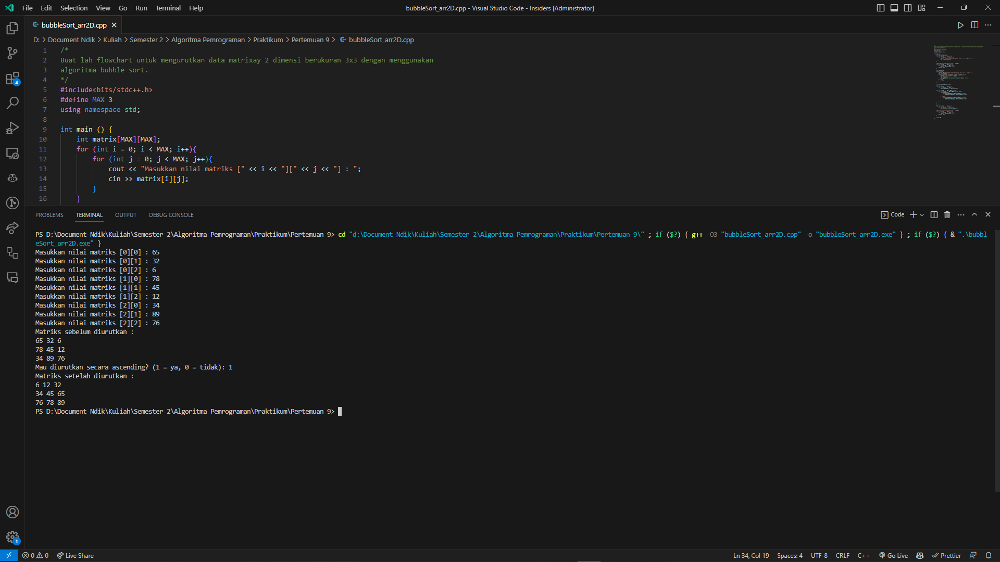 File Edit Selection View Go Run Terminal Help
bubbleSort_arr2D.cpp - Visual Studio Code - Insiders [Administrator]
bubbleSort_arr2D.cpp
D: > Document Ndik > Kuliah > Semester 2 > Algoritma Pemrograman > Praktikum > Pertemuan 9 > bubbleSort_arr2D.cpp
1 /*
2 Buat lah flowchart untuk mengurutkan data matrixay 2 dimensi berukuran 3x3 dengan menggunakan
3 algoritma bubble sort.
4 */
5 #include<bits/stdc++.h>
6 #define MAX 3
7 using namespace std;
8
9 int main () {
10 int matrix[MAX][MAX];
11 for (int i = 0; i < MAX; i++){
12 for (int j = 0; j < MAX; j++){
13 cout << "Masukkan nilai matriks [" << i << "][" << j << "] : ";
14 cin >> matrix[i][j];
15 }
16 }
4
PROBLEMS TERMINAL OUTPUT DEBUG CONSOLE
Code
PS D:\Document Ndik\Kuliah\Semester 2\Algoritma Pemrograman\Praktikum\Pertemuan 9> cd "d:\Document Ndik\Kuliah\Semester 2\Algoritma Pemrograman\Praktikum\Pertemuan 9\" ; if ($?) { g++ -O3 "bubbleSort_arr2D.cpp" -o "bubbleSort_arr2D.exe" } ; if ($?) { & ".\bubbl
eSort_arr2D.exe" }
Masukkan nilai matriks [0][0] : 65
Masukkan nilai matriks [0][1] : 32
Masukkan nilai matriks [0][2] : 6
Masukkan nilai matriks [1][0] : 78
Masukkan nilai matriks [1][1] : 45
Masukkan nilai matriks [1][2] : 12
Masukkan nilai matriks [2][0] : 34
Masukkan nilai matriks [2][1] : 89
Masukkan nilai matriks [2][2] : 76
Matriks sebelum diurutkan :
65 32 6
78 45 12
34 89 76
Mau diurutkan secara ascending? (1 = ya, 0 = tidak): 1
Matriks setelah diurutkan :
6 12 32
34 45 65
76 78 89
PS D:\Document Ndik\Kuliah\Semester 2\Algoritma Pemrograman\Praktikum\Pertemuan 9>
1
0 0 Live Share
Ln 34, Col 19 Spaces: 4 UTF-8 CRLF C++ Go Live Prettier